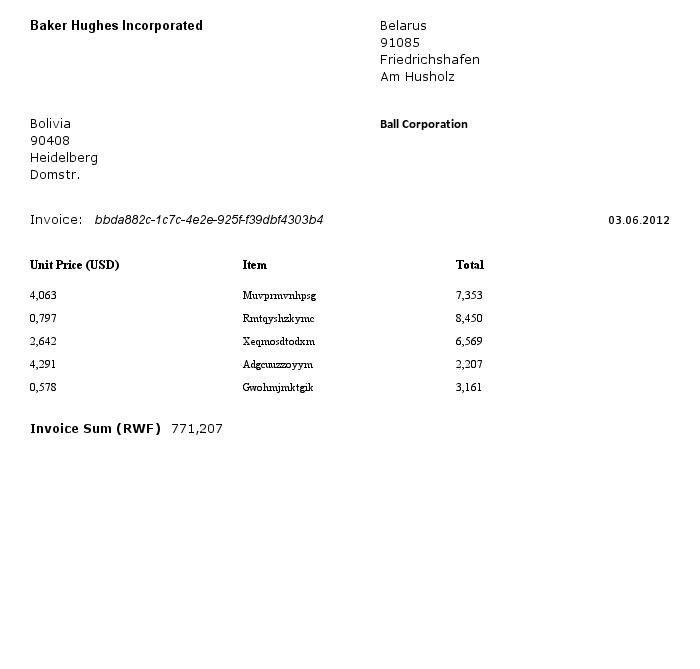 Baker Hughes Incorporated
Belarus
91085
Friedrichshafen
Am Husholz
Bolivia
90408
Heidelberg
Domstr.
Ball Corporation
Invoice: bbda882c-1c7c-4e2e-925f-f39dbf4303b4 03.06.2012
Unit Price (USD) Item Total
4,063 Muvprmvnhpsg 7,353
0,797 Rmtqyshzkymc 8,450
2,642 Xeqmosdtodxm 6,569
4,291 Adgcuuzzoyym 2,207
0,578 Gwohmjmktgik 3,161
Invoice Sum (RWF) 771,207